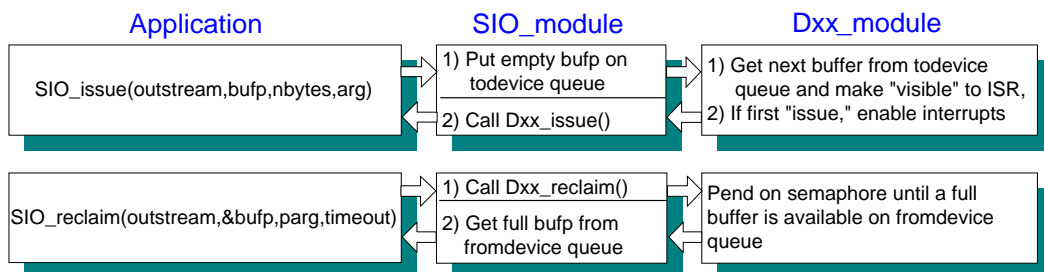 Application
SIO_module
Dxx_module
SIO_issue(outstream,bufp,nbytes,arg)
1) Put empty bufp on
todevice queue
2) Call Dxx_issue()
1) Get next buffer from todevice
queue and make "visible" to ISR,
2) If first "issue," enable interrupts
SIO_reclaim(outstream,&bufp,parg,timeout)
1) Call Dxx_reclaim()
2) Get full bufp from
fromdevice queue
Pend on semaphore until a full
buffer is available on fromdevice
queue